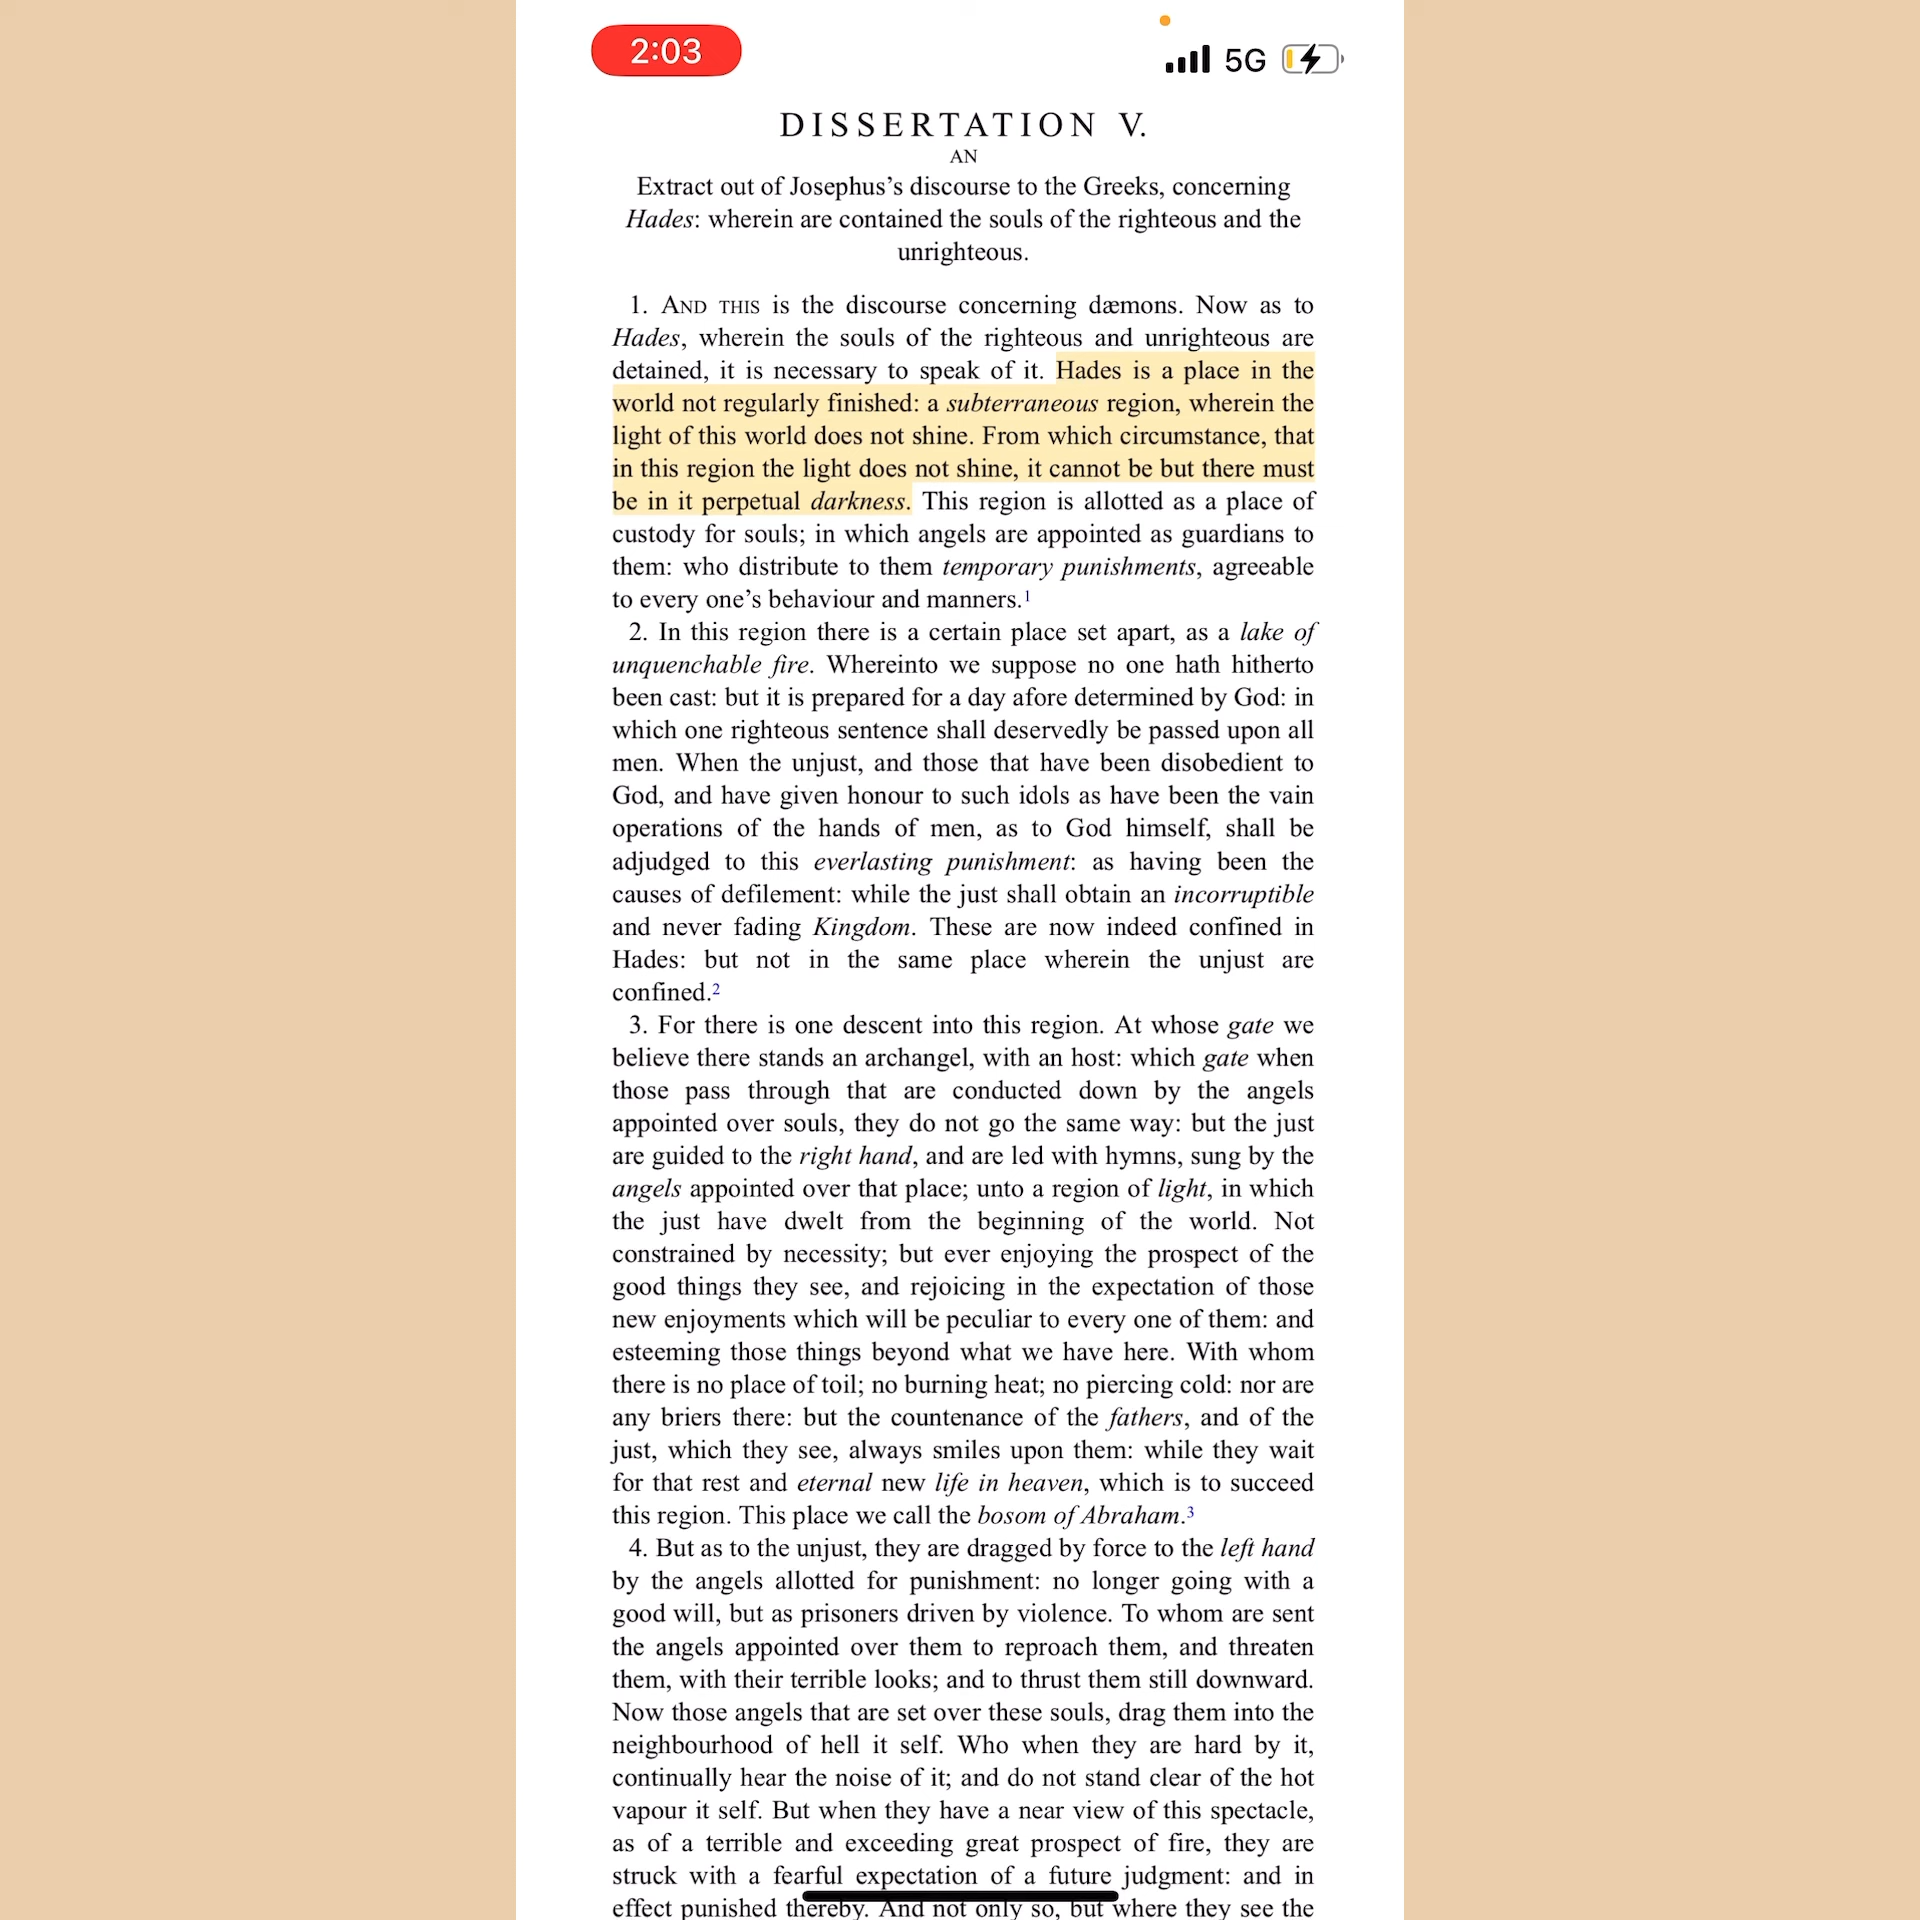 2:03
5G
DISSERTATION V.
AN
Extract out of Josephus’s discourse to the Greeks, concerning
Hades: wherein are contained the souls of the righteous and the
unrighteous.
1. AND THIS is the discourse concerning dæmons. Now as to
Hades, wherein the souls of the righteous and unrighteous are
detained, it is necessary to speak of it. Hades is a place in the
world not regularly finished: a subterraneous region, wherein the
light of this world does not shine. From which circumstance, that
in this region the light does not shine, it cannot be but there must
be in it perpetual darkness. This region is allotted as a place of
custody for souls; in which angels are appointed as guardians to
them: who distribute to them temporary punishments, agreeable
to every one’s behaviour and manners.1
2. In this region there is a certain place set apart, as a lake of
unquenchable fire. Whereinto we suppose no one hath hitherto
been cast: but it is prepared for a day afore determined by God: in
which one righteous sentence shall deservedly be passed upon all
men. When the unjust, and those that have been disobedient to
God, and have given honour to such idols as have been the vain
operations of the hands of men, as to God himself, shall be
adjudged to this everlasting punishment: as having been the
causes of defilement: while the just shall obtain an incorruptible
and never fading Kingdom. These are now indeed confined in
Hades: but not in the same place wherein the unjust are
confined.2
3. For there is one descent into this region. At whose gate we
believe there stands an archangel, with an host: which gate when
those pass through that are conducted down by the angels
appointed over souls, they do not go the same way: but the just
are guided to the right hand, and are led with hymns, sung by the
angels appointed over that place; unto a region of light, in which
the just have dwelt from the beginning of the world. Not
constrained by necessity; but ever enjoying the prospect of the
good things they see, and rejoicing in the expectation of those
new enjoyments which will be peculiar to every one of them: and
esteeming those things beyond what we have here. With whom
there is no place of toil; no burning heat; no piercing cold: nor are
any briers there: but the countenance of the fathers, and of the
just, which they see, always smiles upon them: while they wait
for that rest and eternal new life in heaven, which is to succeed
this region. This place we call the bosom of Abraham.3
4. But as to the unjust, they are dragged by force to the left hand
by the angels allotted for punishment: no longer going with a
good will, but as prisoners driven by violence. To whom are sent
the angels appointed over them to reproach them, and threaten
them, with their terrible looks; and to thrust them still downward.
Now those angels that are set over these souls, drag them into the
neighbourhood of hell it self. Who when they are hard by it,
continually hear the noise of it; and do not stand clear of the hot
vapour it self. But when they have a near view of this spectacle,
as of a terrible and exceeding great prospect of fire, they are
struck with a fearful expectation of a future judgment: and in
effect punished thereby. And not only so, but where they see the